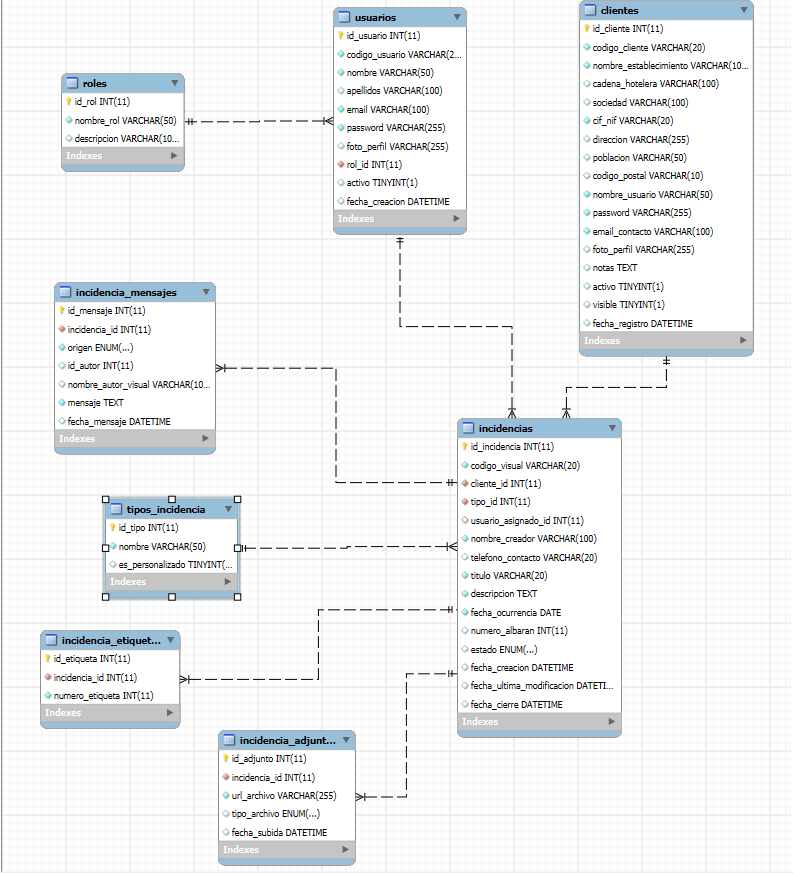 usuarios
id_usuario INT(11)
codigo_usuario VARCHAR(2...
nombre VARCHAR(50)
apellidos VARCHAR(100)
email VARCHAR(100)
password VARCHAR(255)
foto_perfil VARCHAR(255)
rol_id INT(11)
activo TINYINT(1)
fecha_creacion DATETIME
Indexes
clientes
id_cliente INT(11)
codigo_cliente VARCHAR(20)
nombre_establecimiento VARCHAR(10...
cadena_hotelera VARCHAR(100)
sociedad VARCHAR(100)
cif_nif VARCHAR(20)
direccion VARCHAR(255)
poblacion VARCHAR(50)
codigo_postal VARCHAR(10)
nombre_usuario VARCHAR(50)
password VARCHAR(255)
email_contacto VARCHAR(100)
foto_perfil VARCHAR(255)
notas TEXT
activo TINYINT(1)
visible TINYINT(1)
fecha_registro DATETIME
Indexes
roles
id_rol INT(11)
nombre_rol VARCHAR(50)
descripcion VARCHAR(10...
Indexes
incidencia_mensajes
id_mensaje INT(11)
incidencia_id INT(11)
origen ENUM(...)
id_autor INT(11)
nombre_autor_visual VARCHAR(10...
mensaje TEXT
fecha_mensaje DATETIME
Indexes
incidencias
id_incidencia INT(11)
codigo_visual VARCHAR(20)
cliente_id INT(11)
tipo_id INT(11)
usuario_asignado_id INT(11)
nombre_creador VARCHAR(100)
telefono_contacto VARCHAR(20)
titulo VARCHAR(20)
descripcion TEXT
fecha_ocurrencia DATE
numero_albaran INT(11)
estado ENUM(...)
fecha_creacion DATETIME
fecha_ultima_modificacion DATETI...
fecha_cierre DATETIME
Indexes
tipos_incidencia
id_tipo INT(11)
nombre VARCHAR(50)
es_personalizado TINYINT(...
Indexes
incidencia_etiquet...
id_etiqueta INT(11)
incidencia_id INT(11)
numero_etiqueta INT(11)
Indexes
incidencia_adjunt...
id_adjunto INT(11)
incidencia_id INT(11)
url_archivo VARCHAR(255)
tipo_archivo ENUM(...)
fecha_subida DATETIME
Indexes